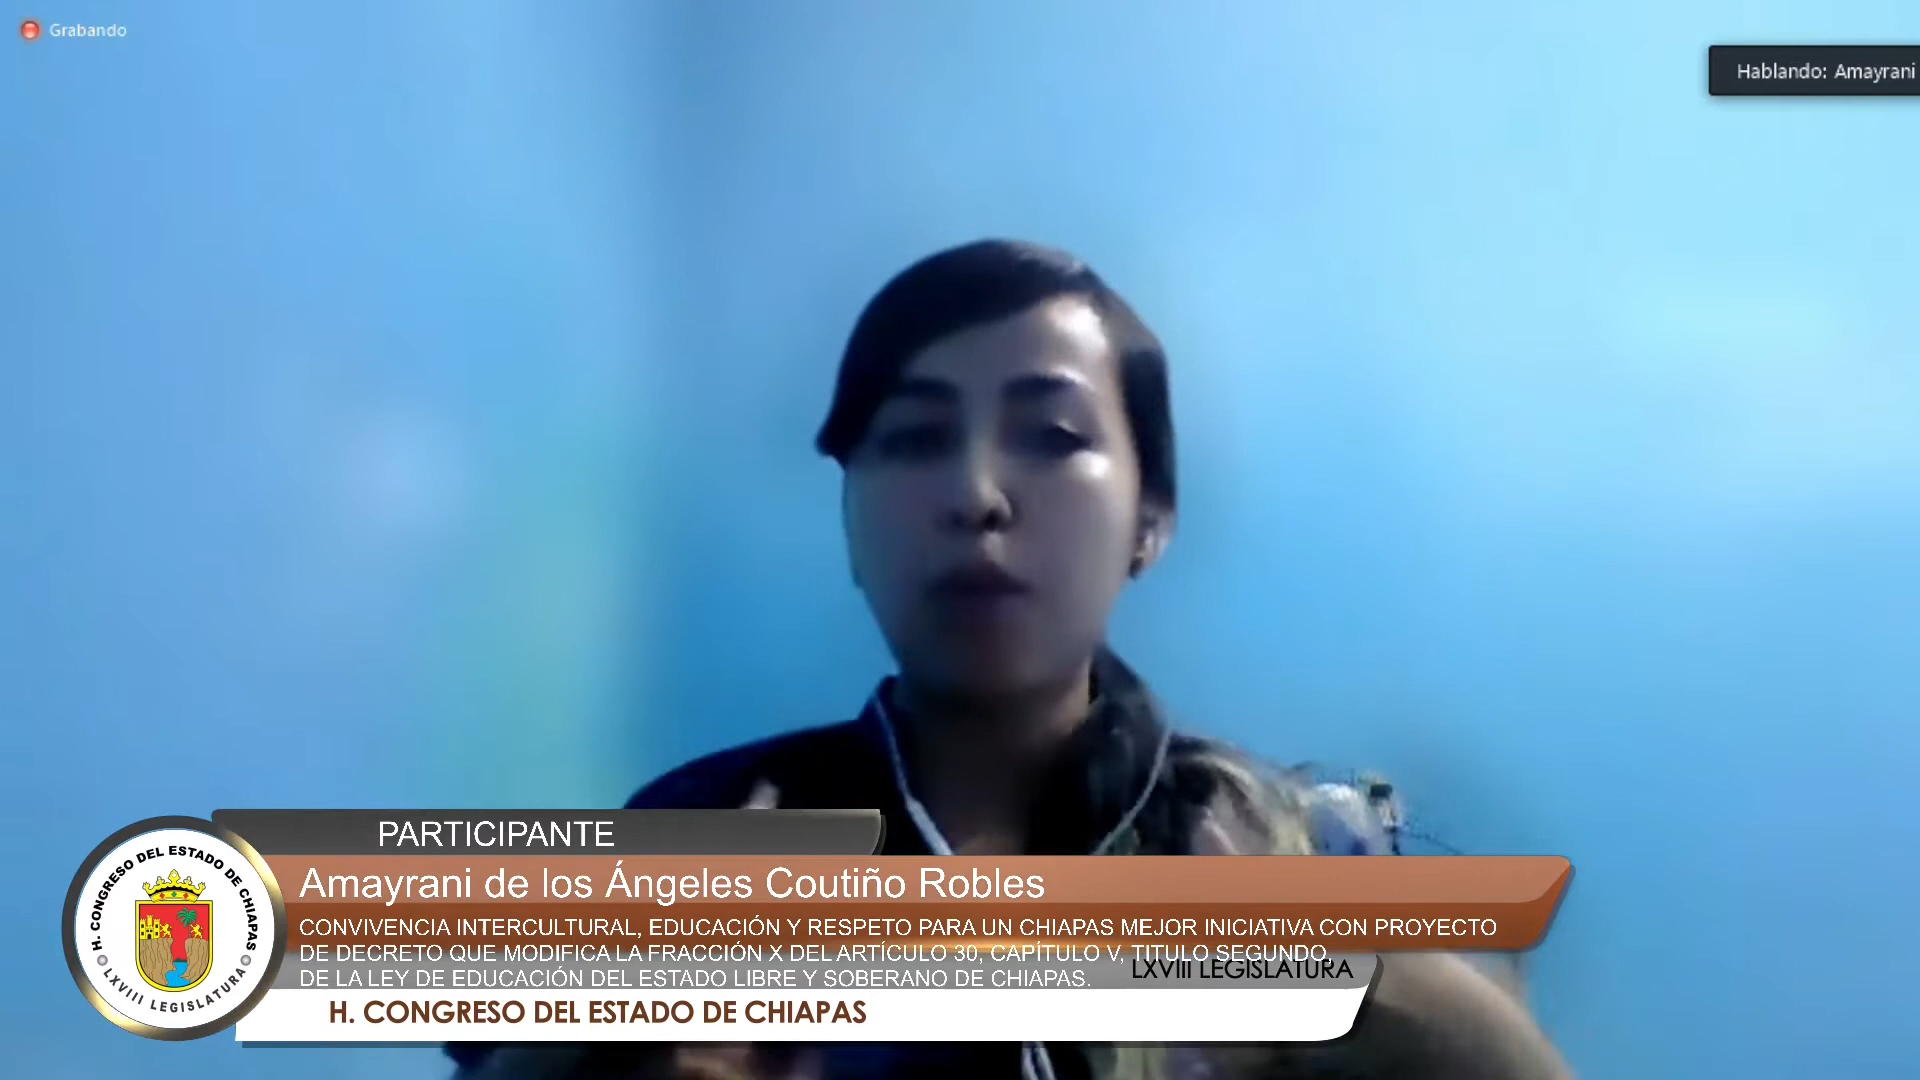 Grabando
Hablando: Amayrani
PARTICIPANTE
Amayrani de los Ángeles Coutiño Robles
CONVIVENCIA INTERCULTURAL, EDUCACIÓN Y RESPETO PARA UN CHIAPAS MEJOR INICIATIVA CON PROYECTO
DE DECRETO QUE MODIFICA LA FRACCIÓN X DEL ARTÍCULO 30, CAPÍTULO V, TITULO SEGUNDO,
DE LA LEY DE EDUCACIÓN DEL ESTADO LIBRE Y SOBERANO DE CHIAPAS.
LXVIII LEGISLATURA
H. CONGRESO DEL ESTADO DE CHIAPAS
H. CONGRESO DEL ESTADO DE CHIAPAS
LXVIII LEGISLATURA